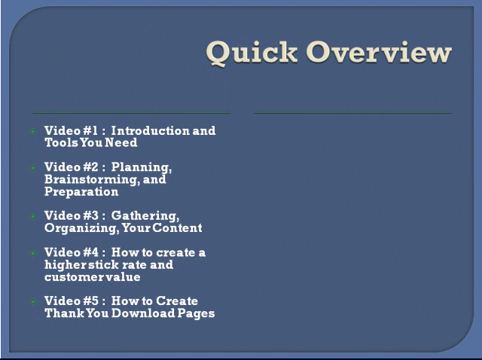 Quick Overview
Video #1 : Introduction and
Tools You Need
Video #2 : Planning,
Brainstorming, and
Preparation
Video #3 : Gathering,
Organizing, Your Content
Video #4 : How to create a
higher stick rate and
customer value
Video #5 : How to Create
Thank You Download Pages